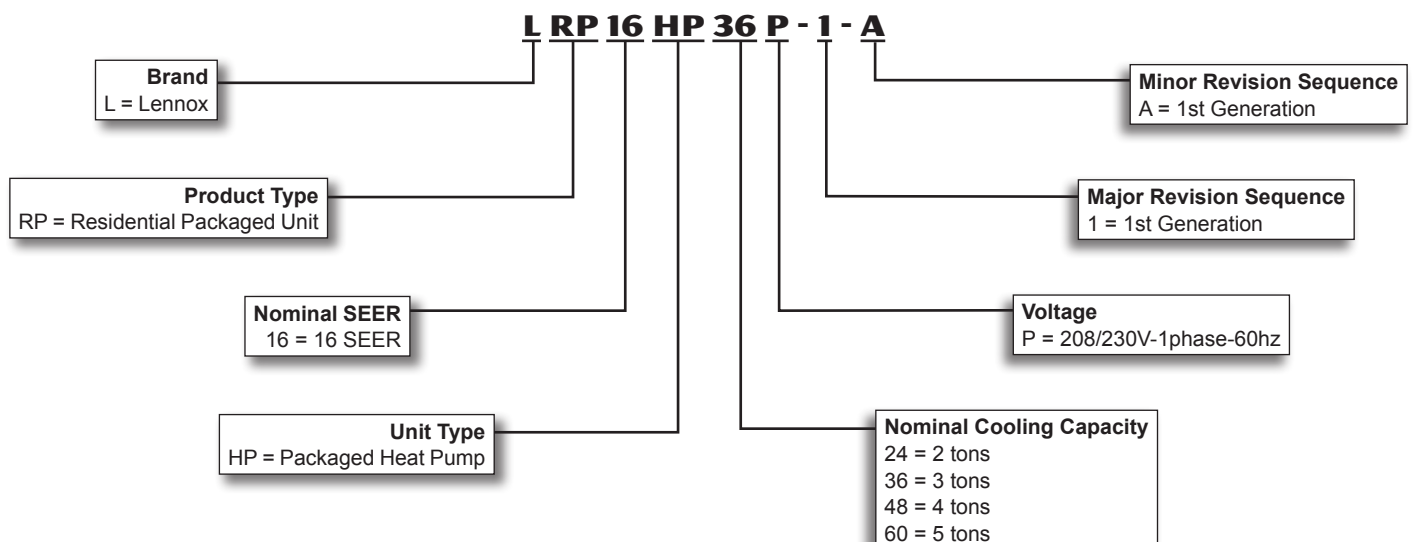 L RP 16 HP 36 P - 1 - A
Brand
L = Lennox
Minor Revision Sequence
A = 1st Generation
Product Type
RP = Residential Packaged Unit
Major Revision Sequence
1 = 1st Generation
Nominal SEER
16 = 16 SEER
Voltage
P = 208/230V-1phase-60hz
Unit Type
HP = Packaged Heat Pump
Nominal Cooling Capacity
24 = 2 tons
36 = 3 tons
48 = 4 tons
60 = 5 tons